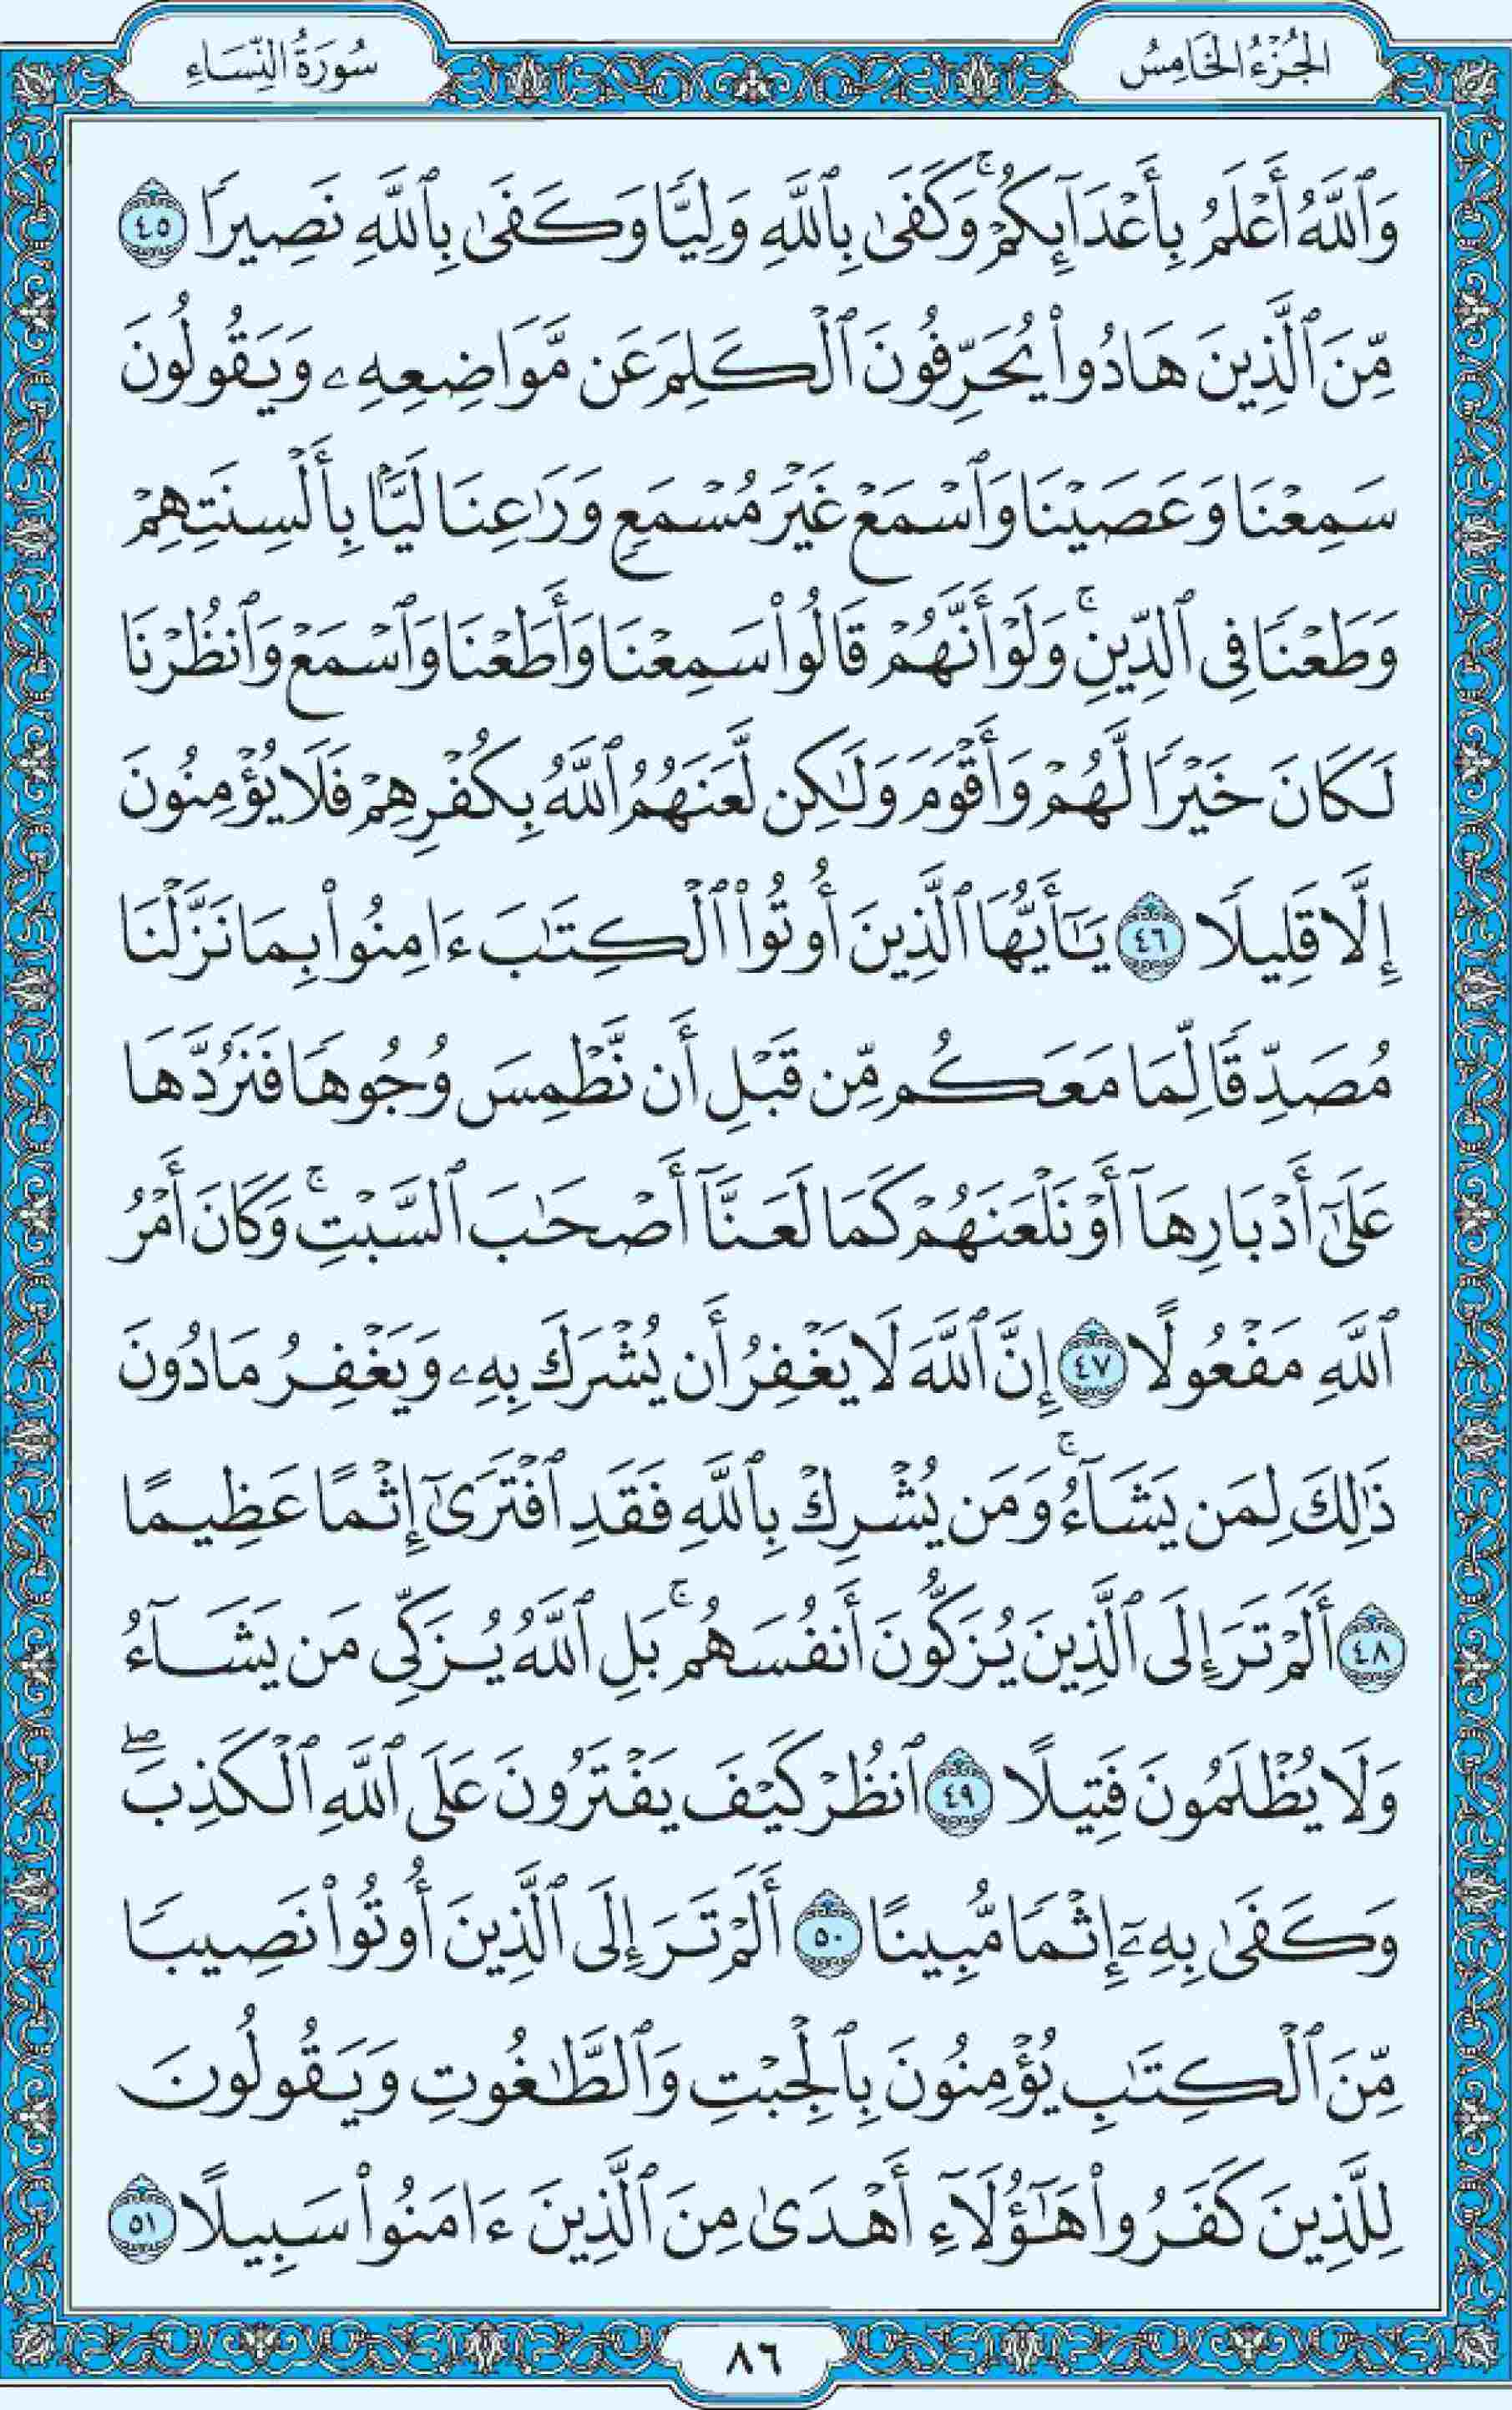 الجُزْءُ الخَامِسُ
سُورَةُ النِّسَاءِ
وَٱللَّهُ أَعْلَمُ بِأَعْدَآئِكُمْۚ وَكَفَىٰ بِٱللَّهِ وَلِيًّا وَكَفَىٰ بِٱللَّهِ نَصِيرًا ٤٥
مِّنَ ٱلَّذِينَ هَادُوا۟ يُحَرِّفُونَ ٱلْكَلِمَ عَن مَّوَاضِعِهِۦ وَيَقُولُونَ
سَمِعْنَا وَعَصَيْنَا وَٱسْمَعْ غَيْرَ مُسْمَعٍ وَرَٰعِنَا لَيًّۢا بِأَلْسِنَتِهِمْ
وَطَعْنًا فِى ٱلدِّينِۚ وَلَوْ أَنَّهُمْ قَالُوا۟ سَمِعْنَا وَأَطَعْنَا وَٱسْمَعْ وَٱنظُرْنَا
لَكَانَ خَيْرًا لَّهُمْ وَأَقْوَمَ وَلَٰكِن لَّعَنَهُمُ ٱللَّهُ بِكُفْرِهِمْ فَلَا يُؤْمِنُونَ
إِلَّا قَلِيلًا ٤٦ يَٰٓأَيُّهَا ٱلَّذِينَ أُوتُوا۟ ٱلْكِتَٰبَ ءَامِنُوا۟ بِمَا نَزَّلْنَا
مُصَدِّقًا لِّمَا مَعَكُم مِّن قَبْلِ أَن نَّطْمِسَ وُجُوهًا فَنَرُدَّهَا
عَلَىٰٓ أَدْبَارِهَآ أَوْ نَلْعَنَهُمْ كَمَا لَعَنَّآ أَصْحَٰبَ ٱلسَّبْتِۚ وَكَانَ أَمْرُ
ٱللَّهِ مَفْعُولًا ٤٧ إِنَّ ٱللَّهَ لَا يَغْفِرُ أَن يُشْرَكَ بِهِۦ وَيَغْفِرُ مَا دُونَ
ذَٰلِكَ لِمَن يَشَآءُۚ وَمَن يُشْرِكْ بِٱللَّهِ فَقَدِ ٱفْتَرَىٰٓ إِثْمًا عَظِيمًا
٤٨ أَلَمْ تَرَ إِلَى ٱلَّذِينَ يُزَكُّونَ أَنفُسَهُمۚ بَلِ ٱللَّهُ يُزَكِّى مَن يَشَآءُ
وَلَا يُظْلَمُونَ فَتِيلًا ٤٩ ٱنظُرْ كَيْفَ يَفْتَرُونَ عَلَى ٱللَّهِ ٱلْكَذِبَۖ
وَكَفَىٰ بِهِۦٓ إِثْمًا مُّبِينًا ٥٠ أَلَمْ تَرَ إِلَى ٱلَّذِينَ أُوتُوا۟ نَصِيبًا
مِّنَ ٱلْكِتَٰبِ يُؤْمِنُونَ بِٱلْجِبْتِ وَٱلطَّٰغُوتِ وَيَقُولُونَ
لِلَّذِينَ كَفَرُوا۟ هَٰٓؤُلَآءِ أَهْدَىٰ مِنَ ٱلَّذِينَ ءَامَنُوا۟ سَبِيلًا ٥١
٨٦